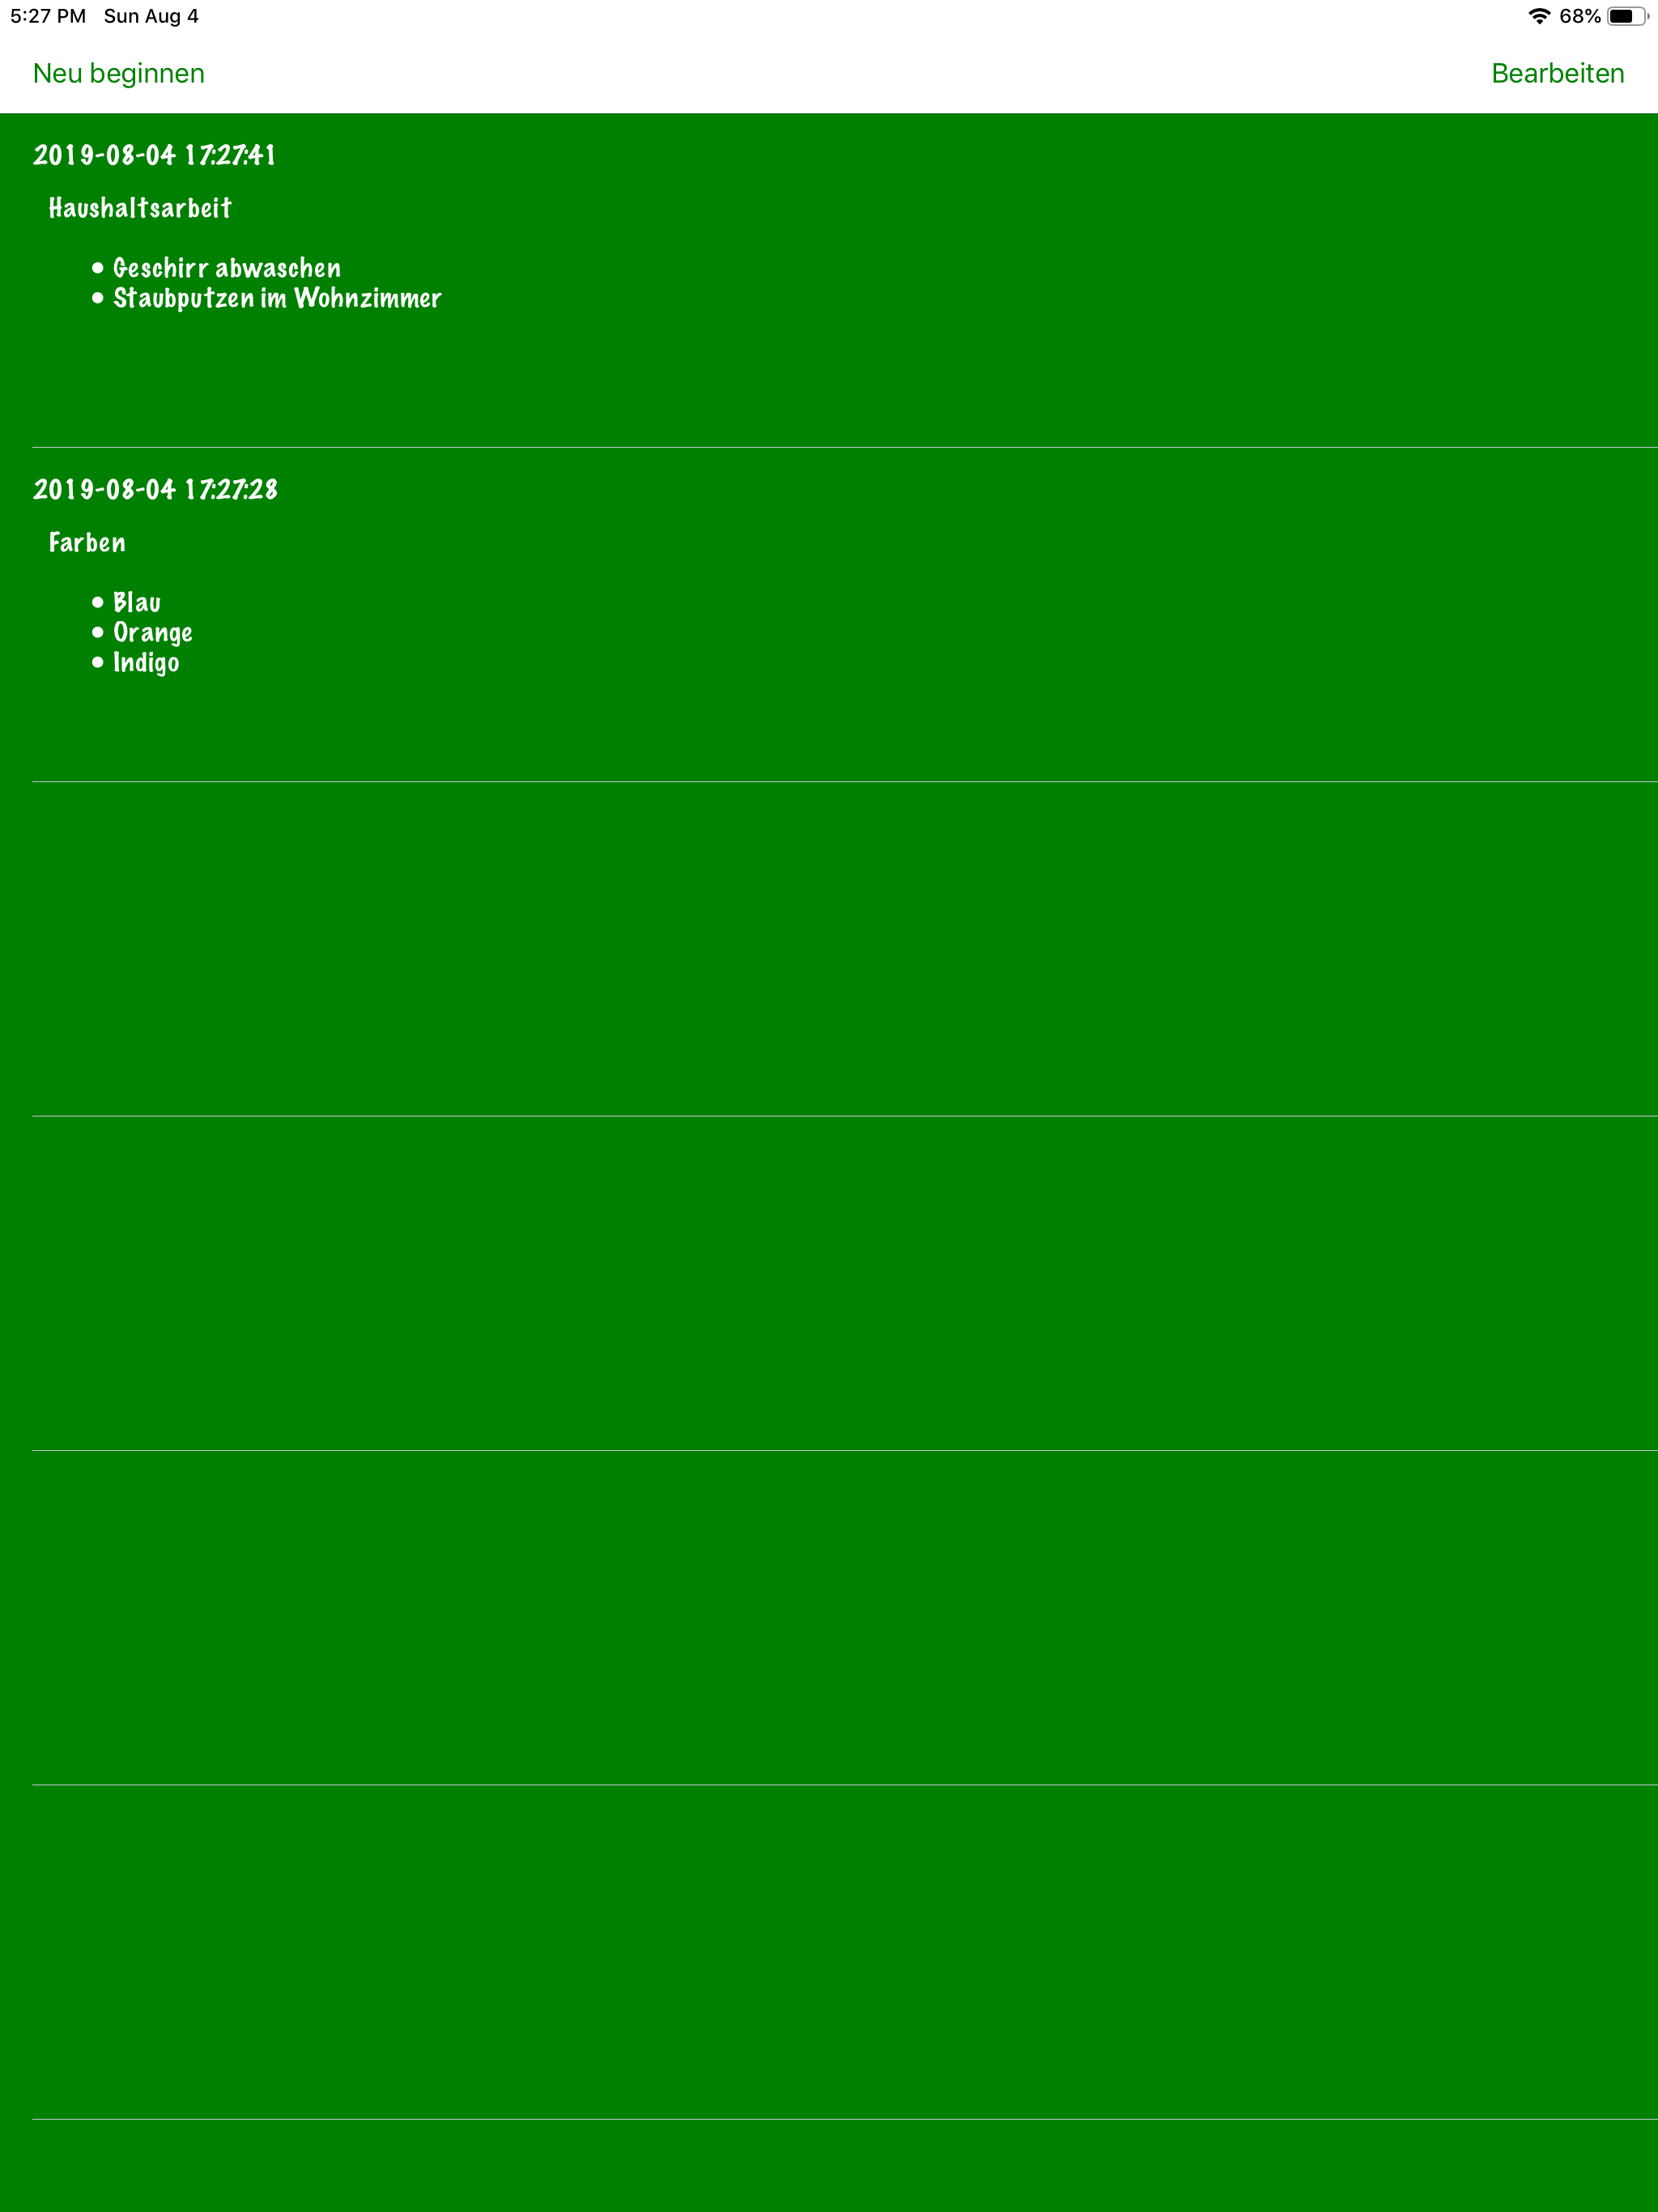 5:27 PM Sun Aug 4 68%
Neu beginnen Bearbeiten
2019-08-04 17:27:41
Haushaltsarbeit
• Geschirr abwaschen
• Staubputzen im Wohnzimmer
2019-08-04 17:27:28
Farben
• Blau
• Orange
• Indigo